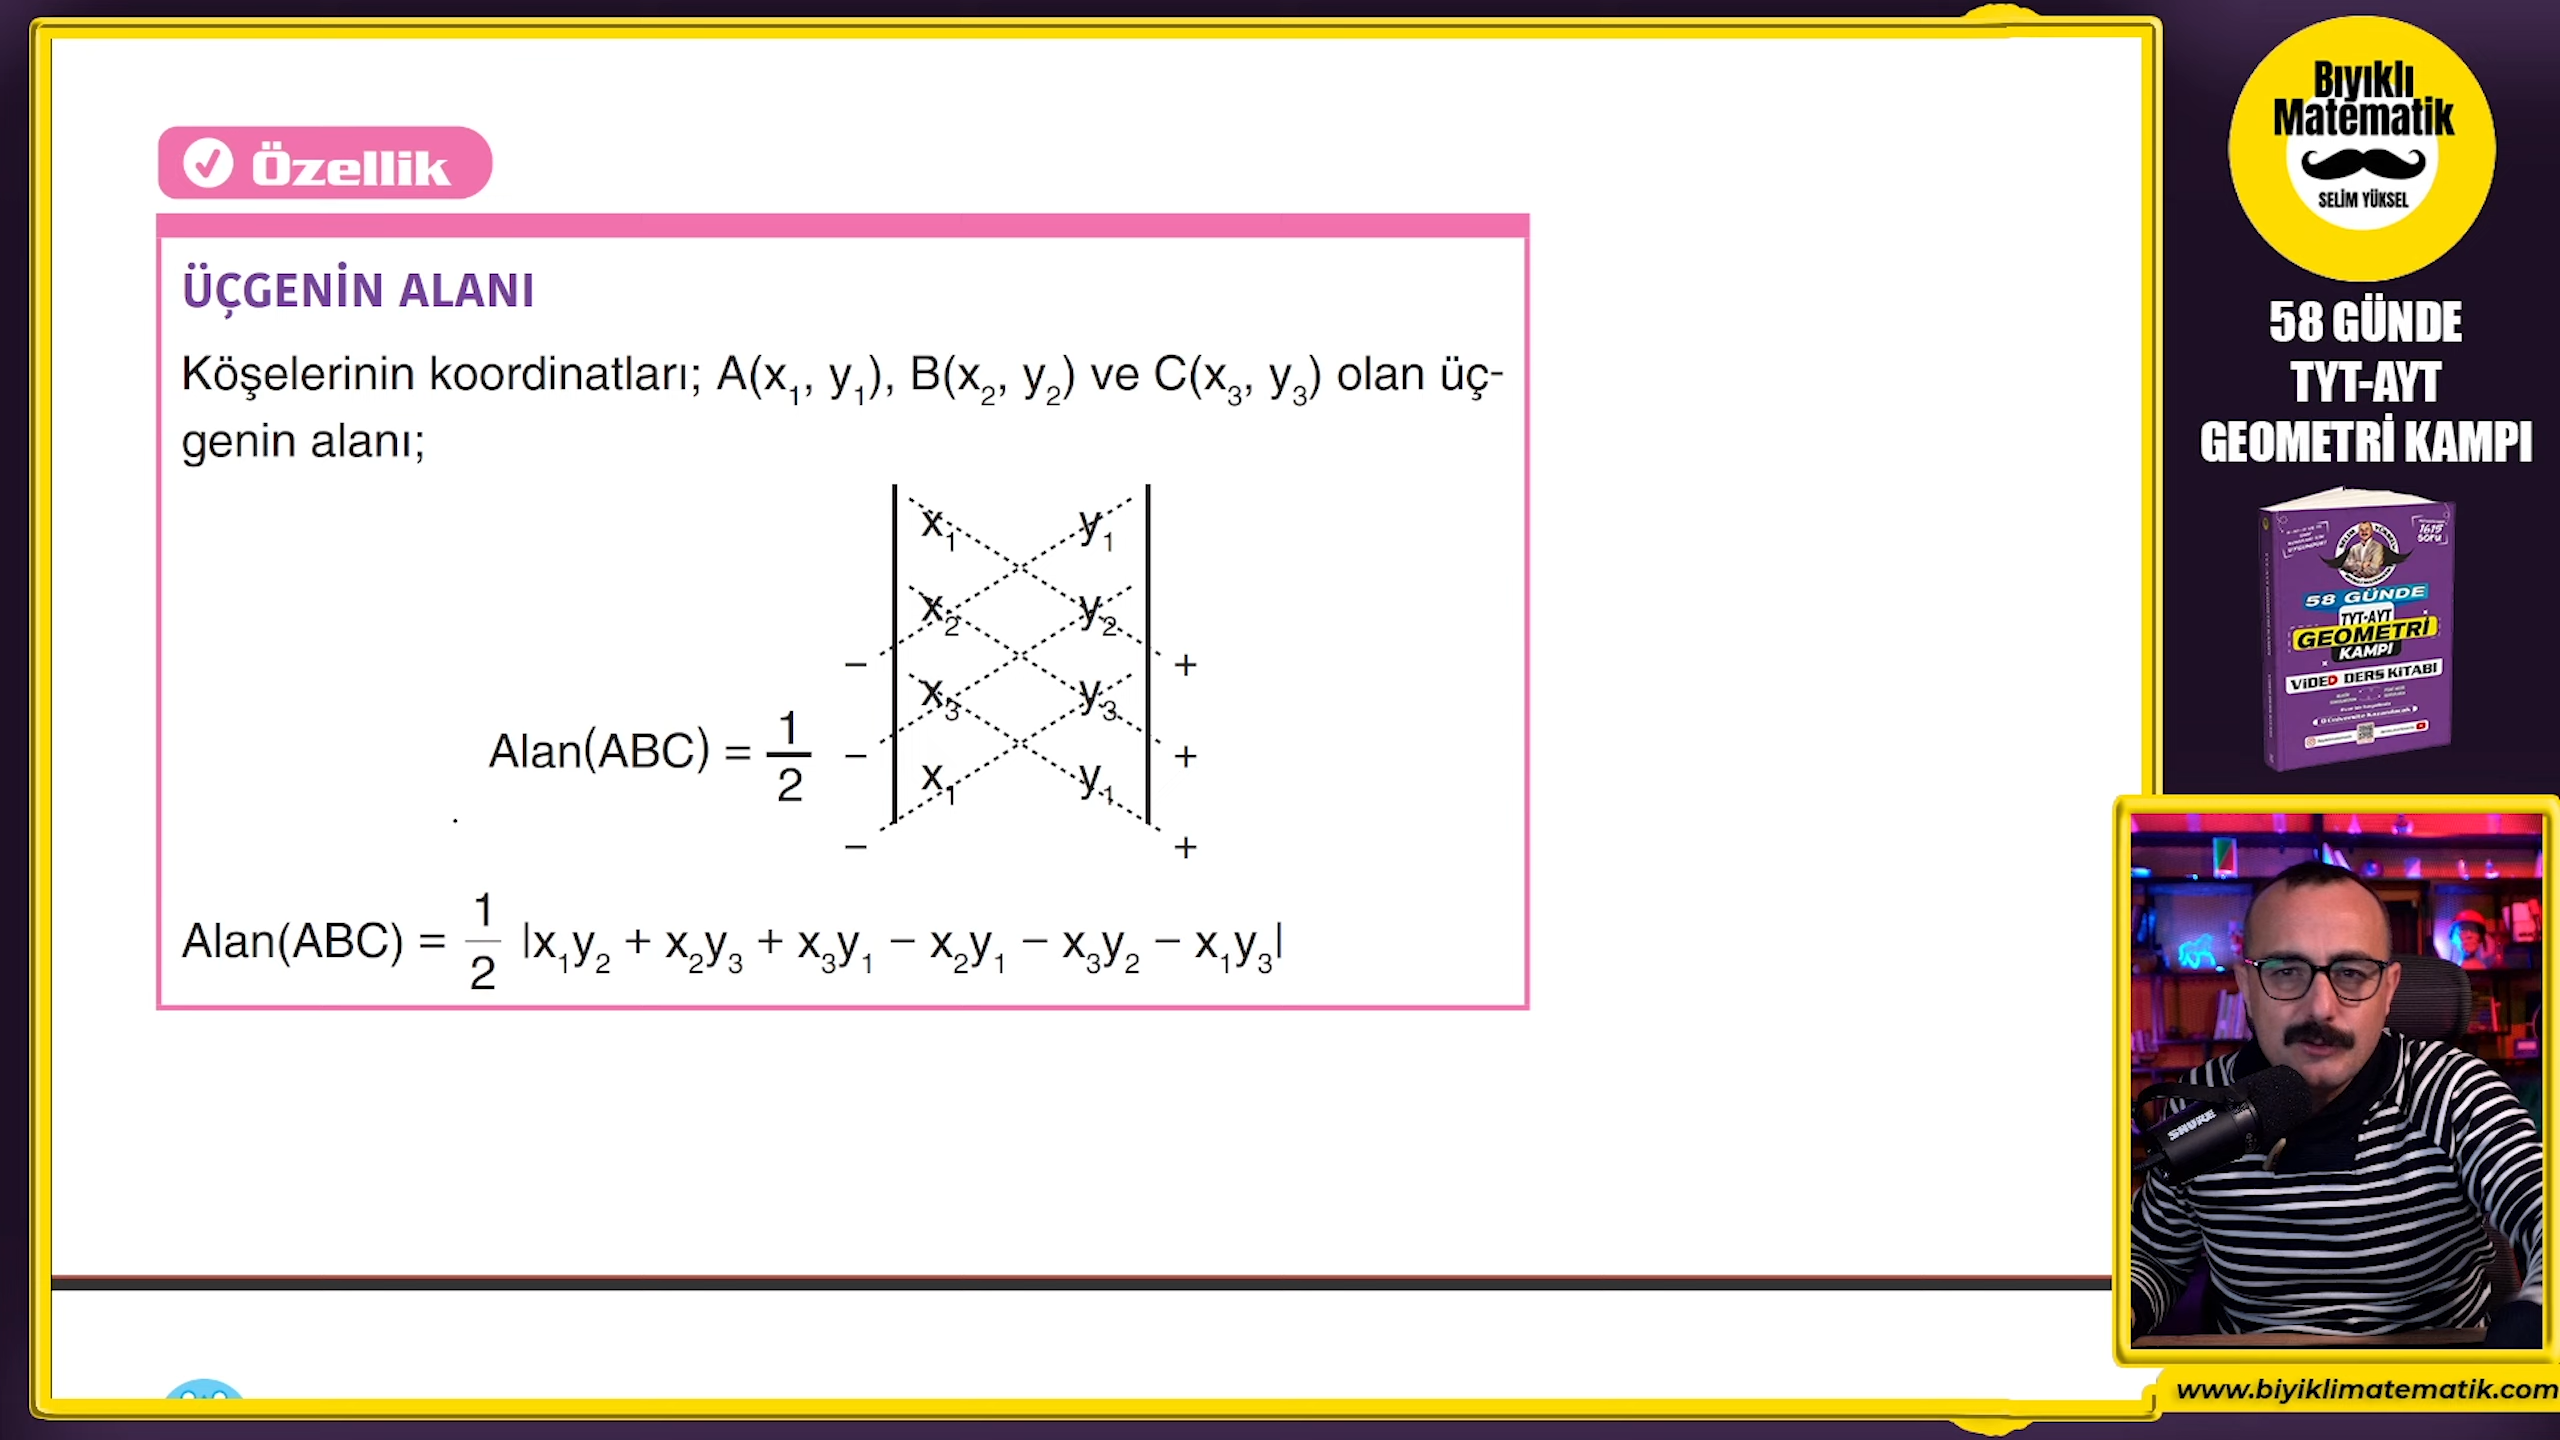 Özellik
ÜÇGENİN ALANI
Köşelerinin koordinatları; A(x₁, y₁), B(x₂, y₂) ve C(x₃, y₃) olan üç-
genin alanı;
x₁ y₁
x₂ y₂
− +
x₃ y₃
Alan(ABC) = 1/2 − +
x₁ y₁
− +
Alan(ABC) = 1/2 |x₁y₂ + x₂y₃ + x₃y₁ − x₂y₁ − x₃y₂ − x₁y₃|
Bıyıklı
Matematik
SELİM YÜKSEL
58 GÜNDE
TYT-AYT
GEOMETRİ KAMPI
1615
SORU
58 GÜNDE
TYT-AYT
GEOMETRİ
KAMPI
VİDEO DERS KİTABI
SHURE
www.biyiklimatematik.com